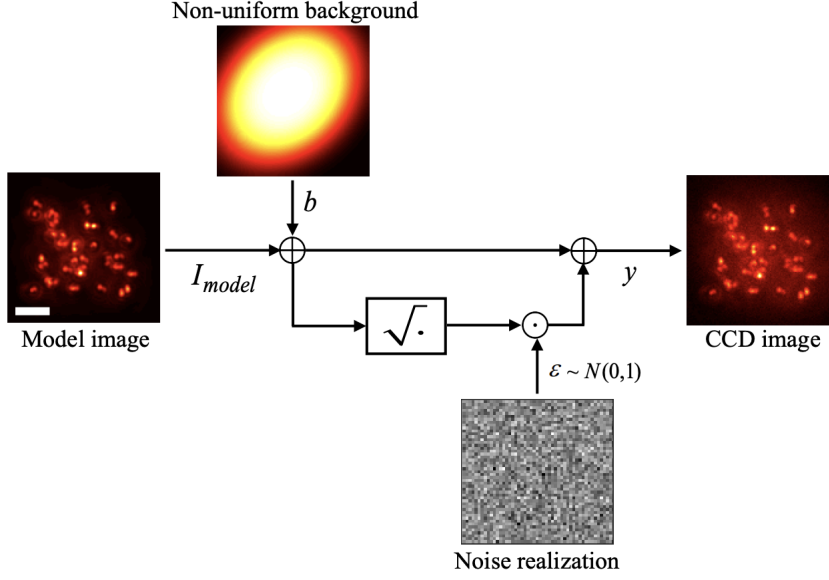 Non-uniform background
b
I_model
y
Model image
√·
CCD image
ε ~ N(0,1)
Noise realization